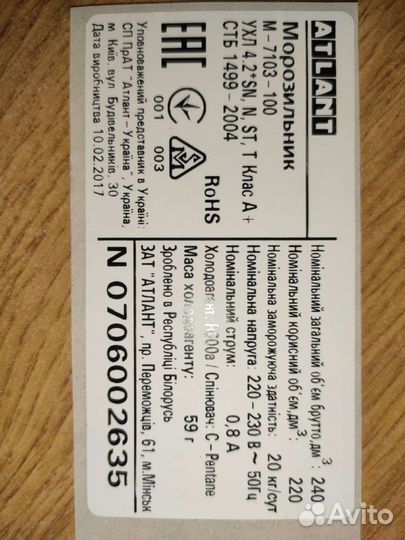 ATLANT
Морозильник
М-7103-100
УХЛ 4.2*SN, N, ST, T Клас А+
СТБ 1499-2004
EAC
001 003
RoHS
Уповноважений представник в Україні
СП ПрАТ "Атлант-Україна", Україна,
м. Київ, вул. Будівельників, 30
Дата виробництва 10.02.2017
Номінальний загальний об'єм брутто,дм³: 240
Номінальний корисний об'єм,дм³: 220
Номінальна заморожуюча здатність: 20 кг/сут
Номінальна напруга: 220-230 В~ 50Гц
Номінальний струм: 0,8 А
Холодоагент: R600a / Спінювач: C-Pentane
Маса холодоагенту: 59 г
Зроблено в Республіці Білорусь
ЗАТ "АТЛАНТ", пр. Переможців, 61, м.Мінськ
N 0706002635
Avito